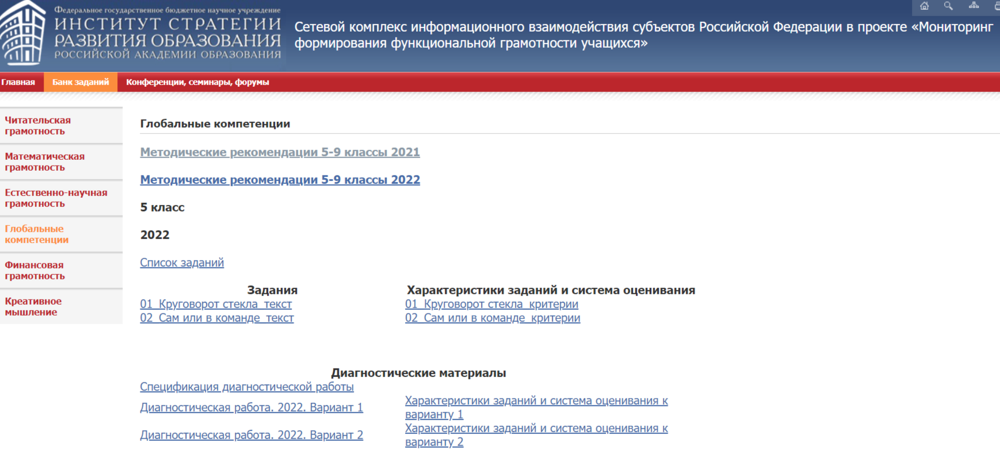 Федеральное государственное бюджетное научное учреждение
ИНСТИТУТ СТРАТЕГИИ
РАЗВИТИЯ ОБРАЗОВАНИЯ
РОССИЙСКОЙ АКАДЕМИИ ОБРАЗОВАНИЯ
Сетевой комплекс информационного взаимодействия субъектов Российской Федерации в проекте «Мониторинг
формирования функциональной грамотности учащихся»
Главная
Банк заданий
Конференции, семинары, форумы
Читательская
грамотность
Математическая
грамотность
Естественно-научная
грамотность
Глобальные
компетенции
Финансовая
грамотность
Креативное
мышление
Глобальные компетенции
Методические рекомендации 5-9 классы 2021
Методические рекомендации 5-9 классы 2022
5 класс
2022
Список заданий
Задания
Характеристики заданий и система оценивания
01_Круговорот стекла_текст
01_Круговорот стекла_критерии
02_Сам или в команде_текст
02_Сам или в команде_критерии
Диагностические материалы
Спецификация диагностической работы
Диагностическая работа. 2022. Вариант 1
Характеристики заданий и система оценивания к
варианту 1
Диагностическая работа. 2022. Вариант 2
Характеристики заданий и система оценивания к
варианту 2